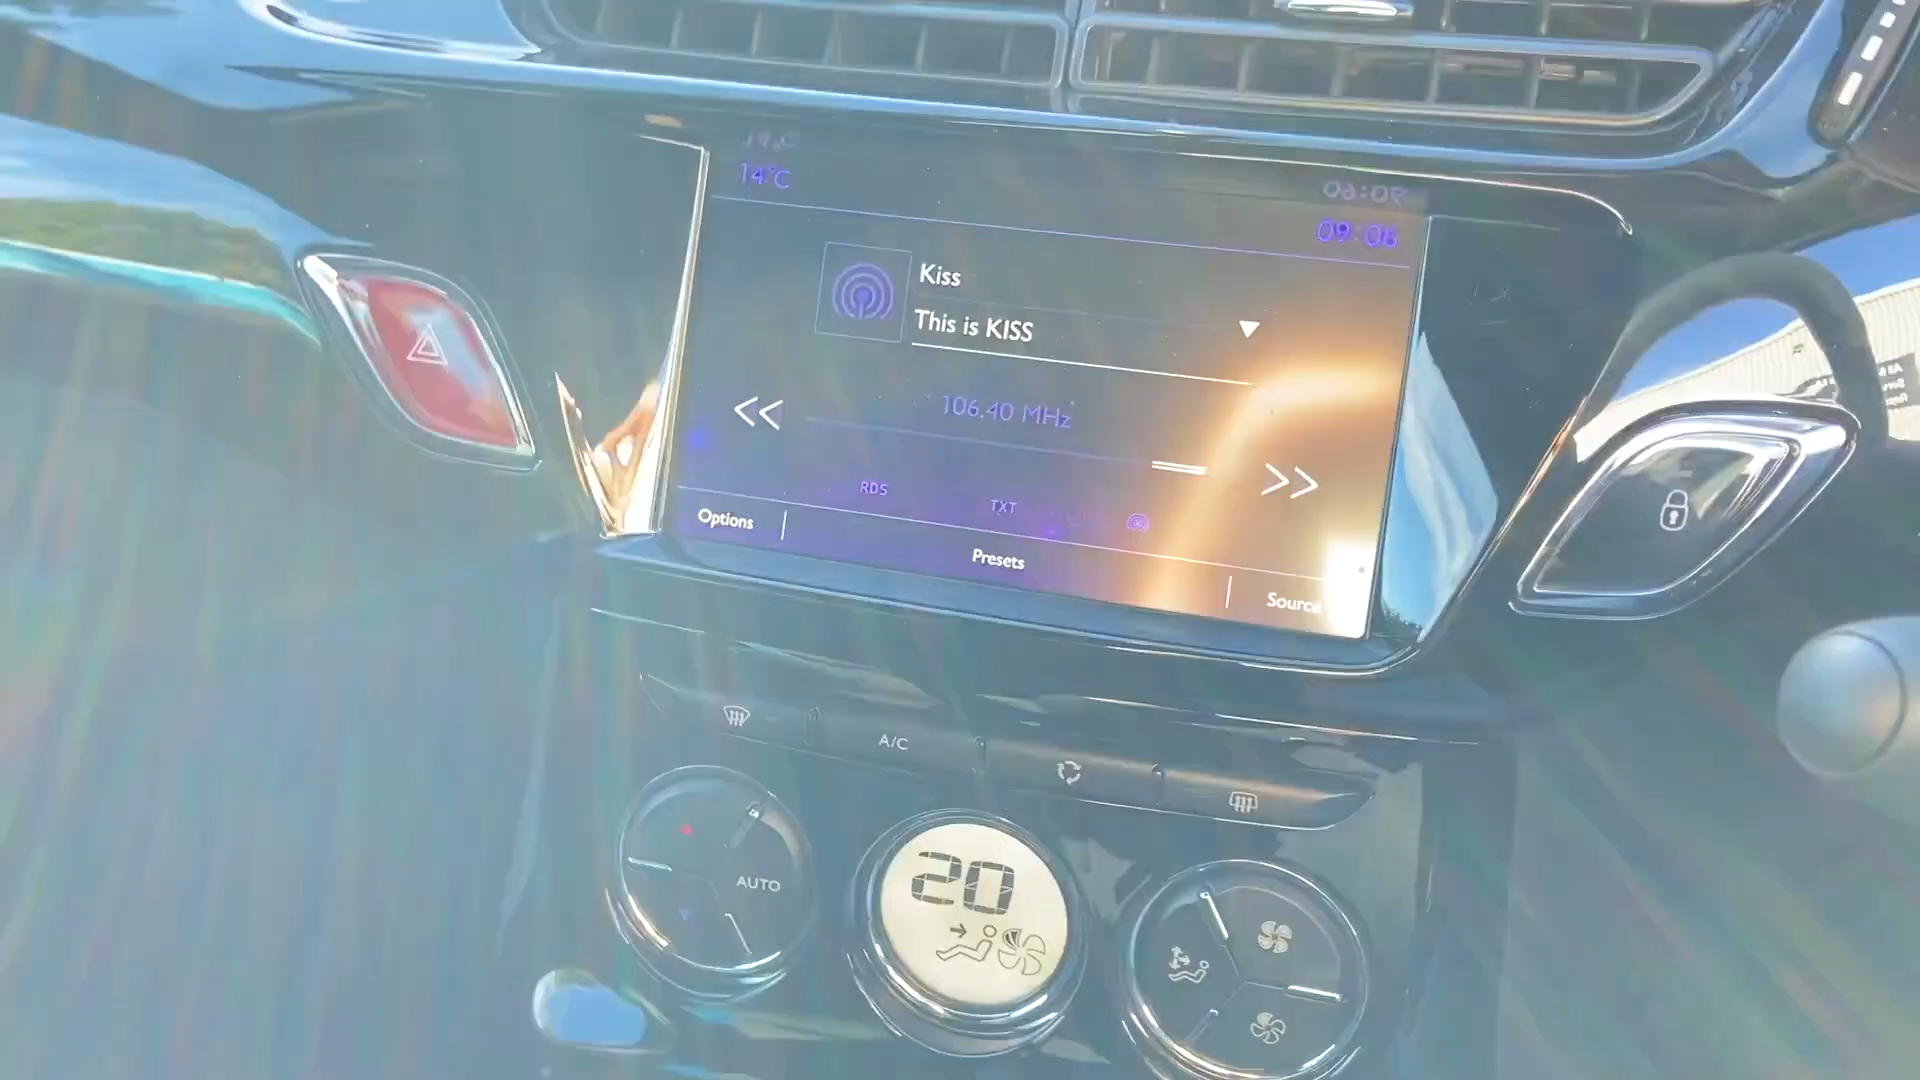 14°C
09:06
Kiss
This is KISS
106.40 MHz
RDS
TXT
Options
Presets
Source
A/C
AUTO
20